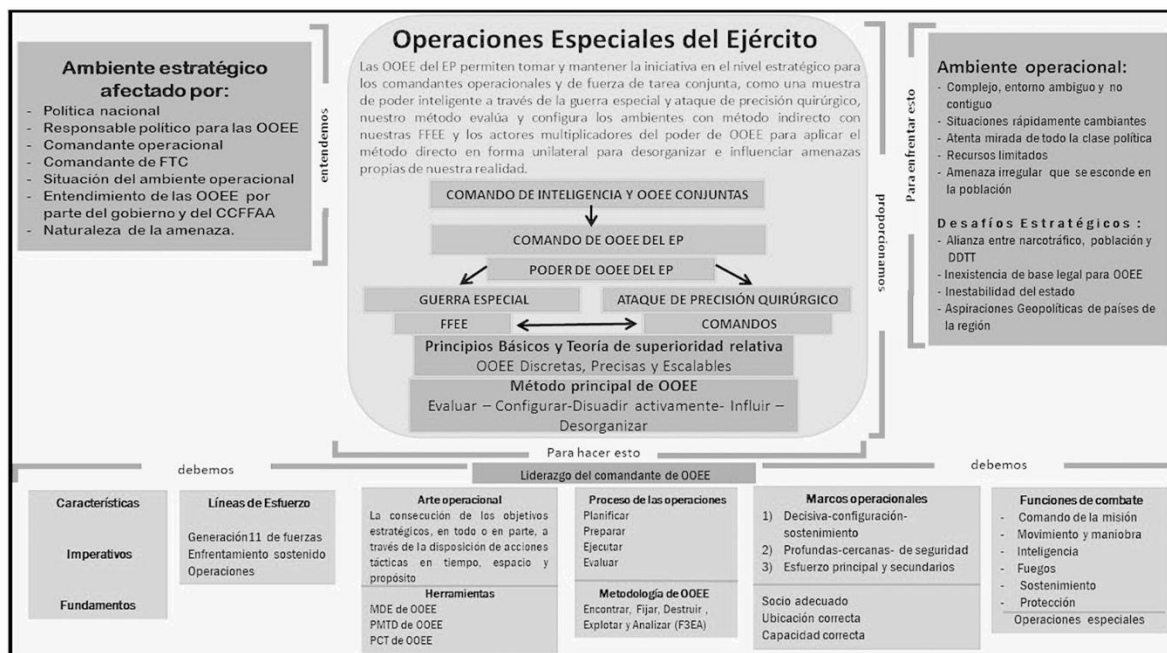 Ambiente estratégico
afectado por:
- Política nacional
- Responsable político para las OOEE
- Comandante operacional
- Comandante de FTC
- Situación del ambiente operacional
- Entendimiento de las OOEE por
parte del gobierno y del CCFFAA
- Naturaleza de la amenaza.
entendemos
Operaciones Especiales del Ejército
Las OOEE del EP permiten tomar y mantener la iniciativa en el nivel estratégico para
los comandantes operacionales y de fuerza de tarea conjunta, como una muestra
de poder inteligente a través de la guerra especial y ataque de precisión quirúrgico,
nuestro método evalúa y configura los ambientes con método indirecto con
nuestras FFEE y los actores multiplicadores del poder de OOEE para aplicar el
método directo en forma unilateral para desorganizar e influenciar amenazas
propias de nuestra realidad.
COMANDO DE INTELIGENCIA Y OOEE CONJUNTAS
COMANDO DE OOEE DEL EP
PODER DE OOEE DEL EP
GUERRA ESPECIAL
ATAQUE DE PRECISIÓN QUIRÚRGICO
FFEE
COMANDOS
Principios Básicos y Teoría de superioridad relativa
OOEE Discretas, Precisas y Escalables
Método principal de OOEE
Evaluar – Configurar-Disuadir activamente- Influir –
Desorganizar
proporcionamos
Para enfrentar esto
Ambiente operacional:
- Complejo, entorno ambiguo y no
contiguo
- Situaciones rápidamente cambiantes
- Atenta mirada de todo la clase política
- Recursos limitados
- Amenaza irregular que se esconde en
la población
Desafíos Estratégicos :
- Alianza entre narcotráfico, población y
DDTT
- Inexistencia de base legal para OOEE
- Inestabilidad del estado
- Aspiraciones Geopolíticas de países de
la región
Para hacer esto
debemos
Liderazgo del comandante de OOEE
debemos
Características
Imperativos
Fundamentos
Líneas de Esfuerzo
Generación11 de fuerzas
Enfrentamiento sostenido
Operaciones
Arte operacional
La consecución de los objetivos
estratégicos, en todo o en parte, a
través de la disposición de acciones
tácticas en tiempo, espacio y
propósito
Herramientas
MDE de OOEE
PMTD de OOEE
PCT de OOEE
Proceso de las operaciones
Planificar
Preparar
Ejecutar
Evaluar
Metodología de OOEE
Encontrar, Fijar, Destruir ,
Explotar y Analizar (F3EA)
Marcos operacionales
1) Decisiva-configuración-
sostenimiento
2) Profundas-cercanas- de seguridad
3) Esfuerzo principal y secundarios
Socio adecuado
Ubicación correcta
Capacidad correcta
Funciones de combate
- Comando de la misión
- Movimiento y maniobra
- Inteligencia
- Fuegos
- Sostenimiento
- Protección
Operaciones especiales